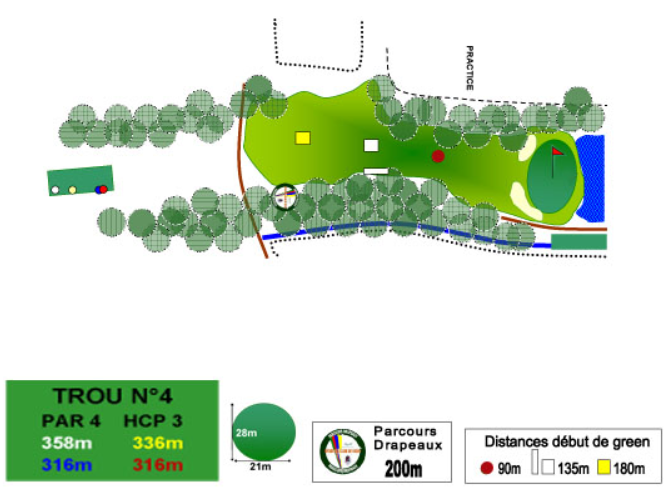 PRACTICE
TROU N°4
PAR 4 HCP 3
358m 336m
316m 316m
28m
21m
Parcours
Drapeaux
200m
Distances début de green
90m 135m 180m